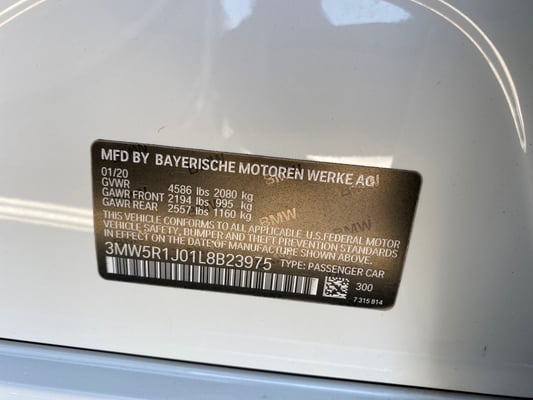 MFD BY BAYERISCHE MOTOREN WERKE AG
01/20
GVWR 4586 lbs 2080 kg
GAWR FRONT 2194 lbs 995 kg
GAWR REAR 2557 lbs 1160 kg
THIS VEHICLE CONFORMS TO ALL APPLICABLE U.S.FEDERAL MOTOR
VEHICLE SAFETY, BUMPER AND THEFT PREVENTION
STANDARDS IN EFFECT ON THE DATE OF MANUFACTURE SHOWN ABOVE.
3MW5R1J01L8B23975 TYPE: PASSENGER CAR
300
7 315 814
BMW